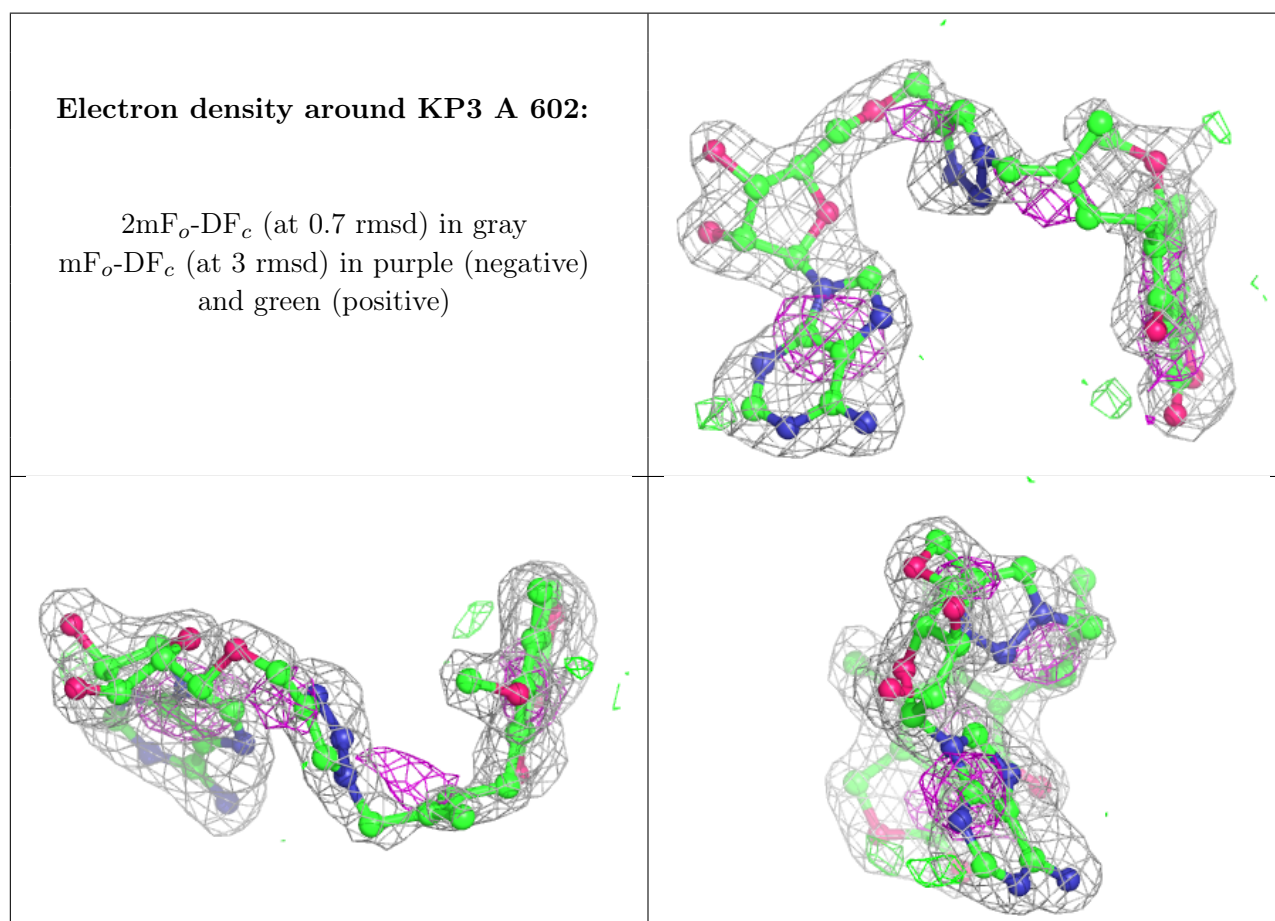 Electron density around KP3 A 602:
2mFo-DFc (at 0.7 rmsd) in gray
mFo-DFc (at 3 rmsd) in purple (negative)
and green (positive)